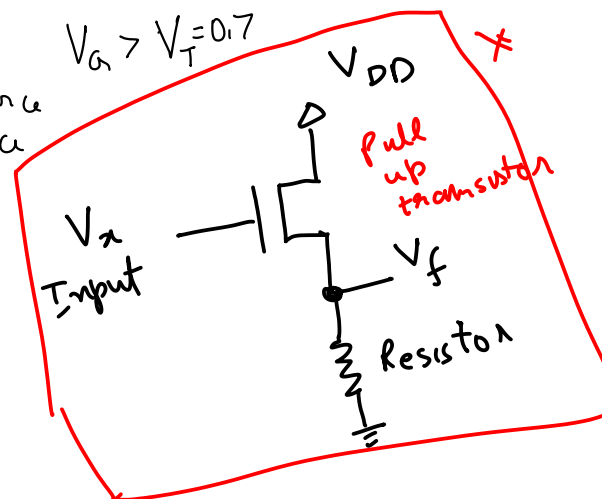 V_G > V_T = 0.7
V_DD
Pull
up
transistor
V_x
Input
V_f
Resistor